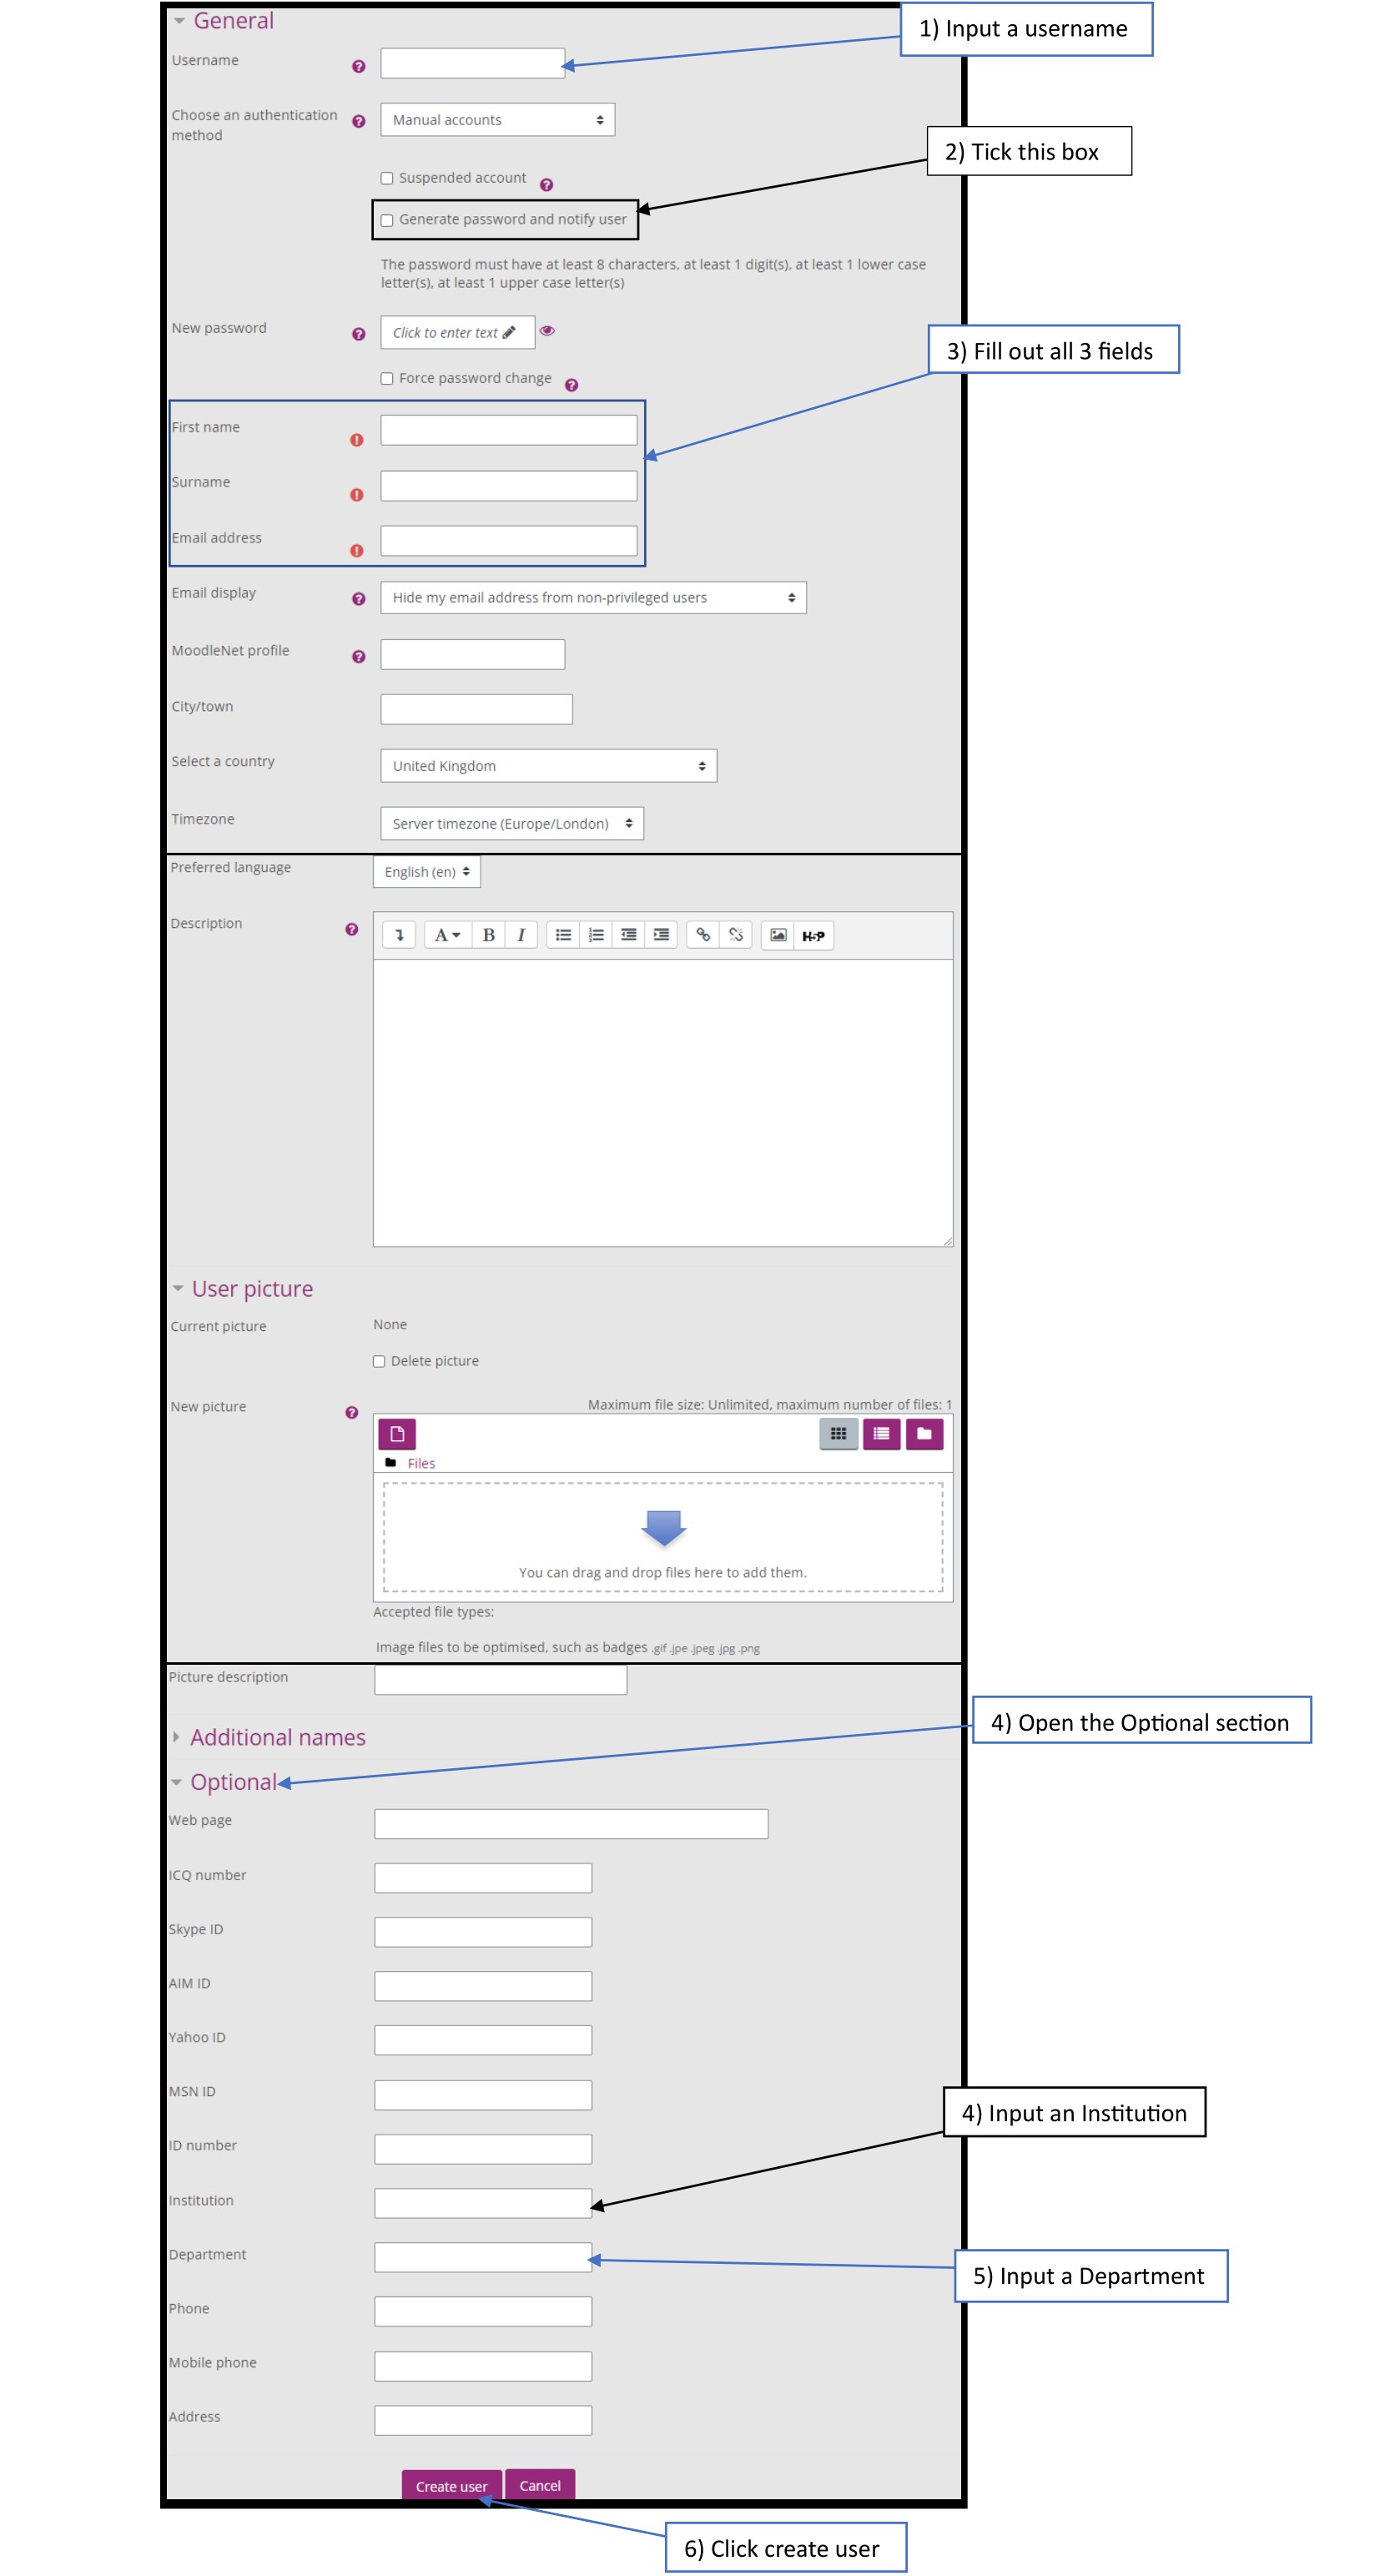 General
1) Input a username
Username
Choose an authentication
method
Manual accounts
2) Tick this box
Suspended account
Generate password and notify user
The password must have at least 8 characters, at least 1 digit(s), at least 1 lower case
letter(s), at least 1 upper case letter(s)
New password
Click to enter text
3) Fill out all 3 fields
Force password change
First name
Surname
Email address
Email display
Hide my email address from non-privileged users
MoodleNet profile
City/town
Select a country
United Kingdom
Timezone
Server timezone (Europe/London)
Preferred language
English (en)
Description
A B I H-P
User picture
Current picture
None
Delete picture
New picture
Maximum file size: Unlimited, maximum number of files: 1
Files
You can drag and drop files here to add them.
Accepted file types:
Image files to be optimised, such as badges .gif .jpe .jpeg .jpg .png
Picture description
4) Open the Optional section
Additional names
Optional
Web page
ICQ number
Skype ID
AIM ID
Yahoo ID
MSN ID
4) Input an Institution
ID number
Institution
Department
5) Input a Department
Phone
Mobile phone
Address
Create user
Cancel
6) Click create user